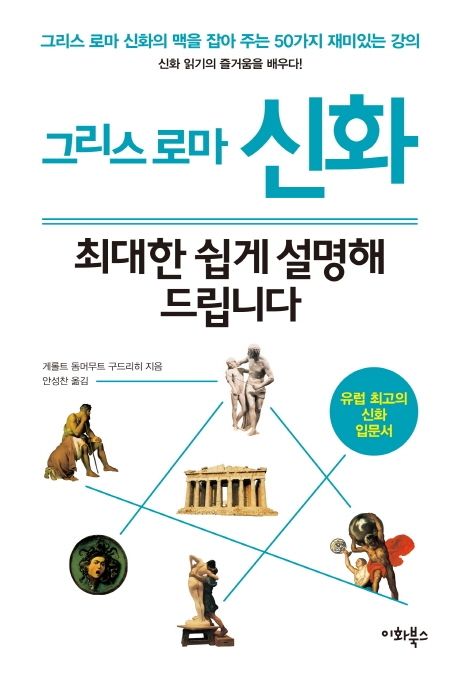 그리스 로마 신화의 맥을 잡아 주는 50가지 재미있는 강의
신화 읽기의 즐거움을 배우다!
그리스 로마 신화
최대한 쉽게 설명해
드립니다
게롤트 돔머무트 구드리히 지음
안성찬 옮김
유럽 최고의
신화
입문서
이화북스